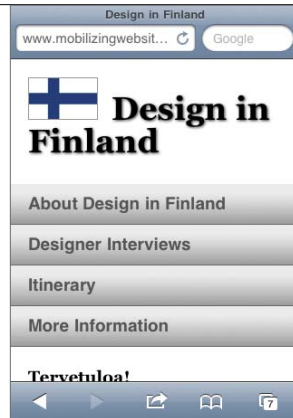 Design in Finland
www.mobilizingwebsit...
Google
Design in
Finland
About Design in Finland
Designer Interviews
Itinerary
More Information
Tervetuloa!
7